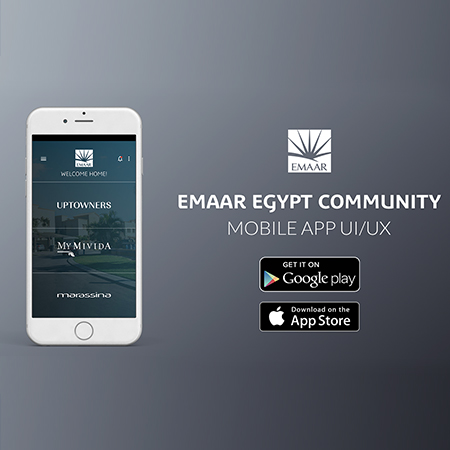 EMAAR
WELCOME HOME!
UPTOWNERS
MY MIVIDA
marassina
EMAAR
EMAAR EGYPT COMMUNITY
MOBILE APP UI/UX
GET IT ON
Google play
Download on the
App Store